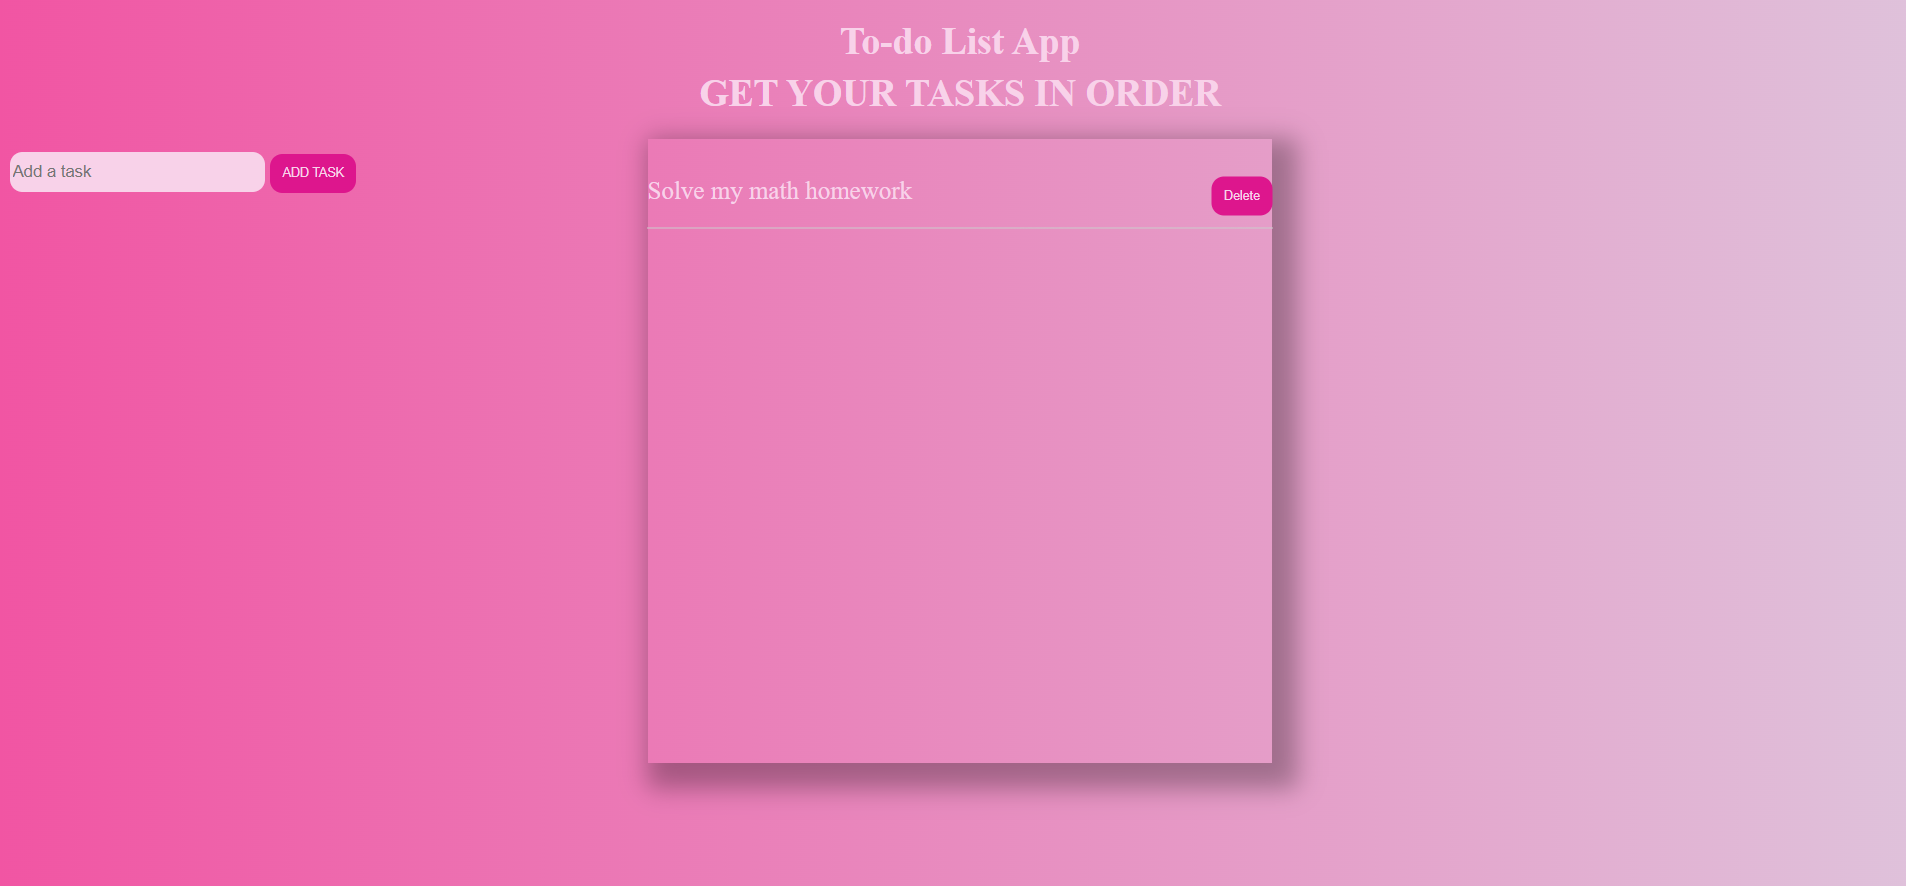 To-do List App
GET YOUR TASKS IN ORDER
Add a task
ADD TASK
Solve my math homework
Delete